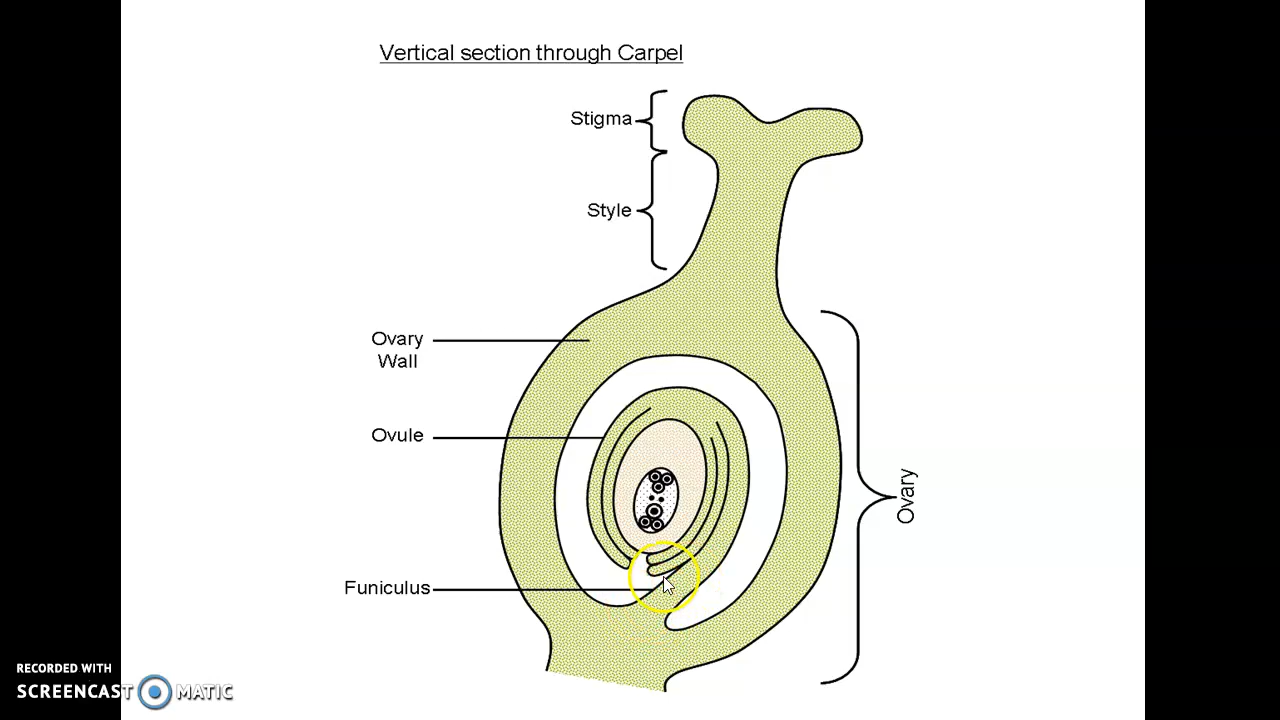 Vertical section through Carpel
Stigma
Style
Ovary
Wall
Ovule
Ovary
Funiculus
RECORDED WITH
SCREENCAST MATIC